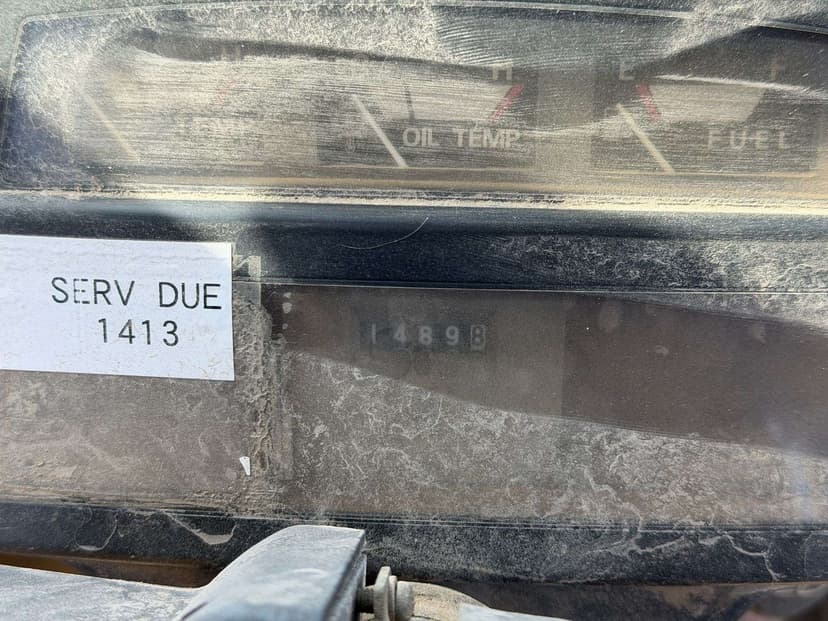 H
OIL TEMP
E F
FUEL
SERV DUE
1413
14898